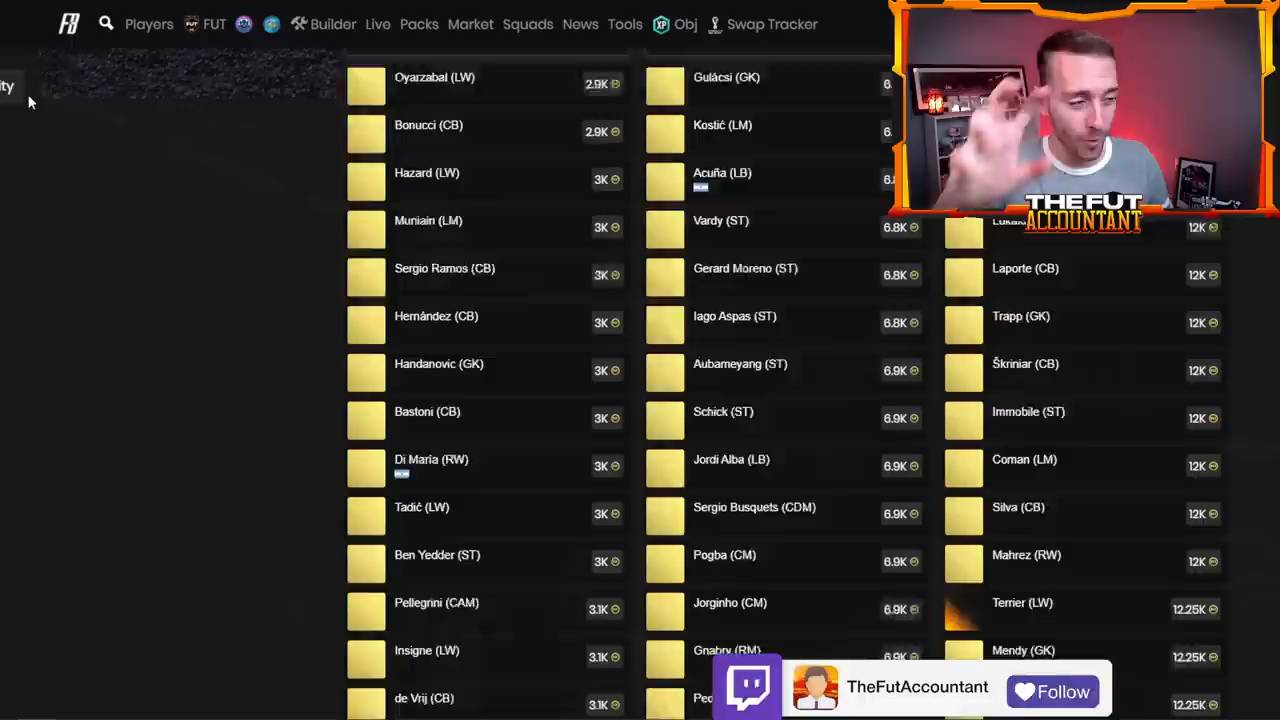 Players FUT Builder Live Packs Market Squads News Tools XP Obj Swap Tracker
ity
Oyarzabal (LW) 2.9K
Bonucci (CB) 2.9K
Hazard (LW) 3K
Muniain (LM) 3K
Sergio Ramos (CB) 3K
Hernández (CB) 3K
Handanovic (GK) 3K
Bastoni (CB) 3K
Di María (RW) 3K
Tadić (LW) 3K
Ben Yedder (ST) 3K
Pellegrini (CAM) 3.1K
Insigne (LW) 3.1K
de Vrij (CB) 3.1K
Gulácsi (GK)
Kostić (LM)
Acuña (LB)
Vardy (ST) 6.8K
Gerard Moreno (ST) 6.8K
Iago Aspas (ST) 6.8K
Aubameyang (ST) 6.9K
Schick (ST) 6.9K
Jordi Alba (LB) 6.9K
Sergio Busquets (CDM) 6.9K
Pogba (CM) 6.9K
Jorginho (CM) 6.9K
Gnabry (RM) 6.9K
12K
Laporte (CB) 12K
Trapp (GK) 12K
Škriniar (CB) 12K
Immobile (ST) 12K
Coman (LM) 12K
Silva (CB) 12K
Mahrez (RW) 12K
Terrier (LW) 12.25K
Mendy (GK) 12.25K
12.25K
THE FUT
ACCOUNTANT
TheFutAccountant
Follow